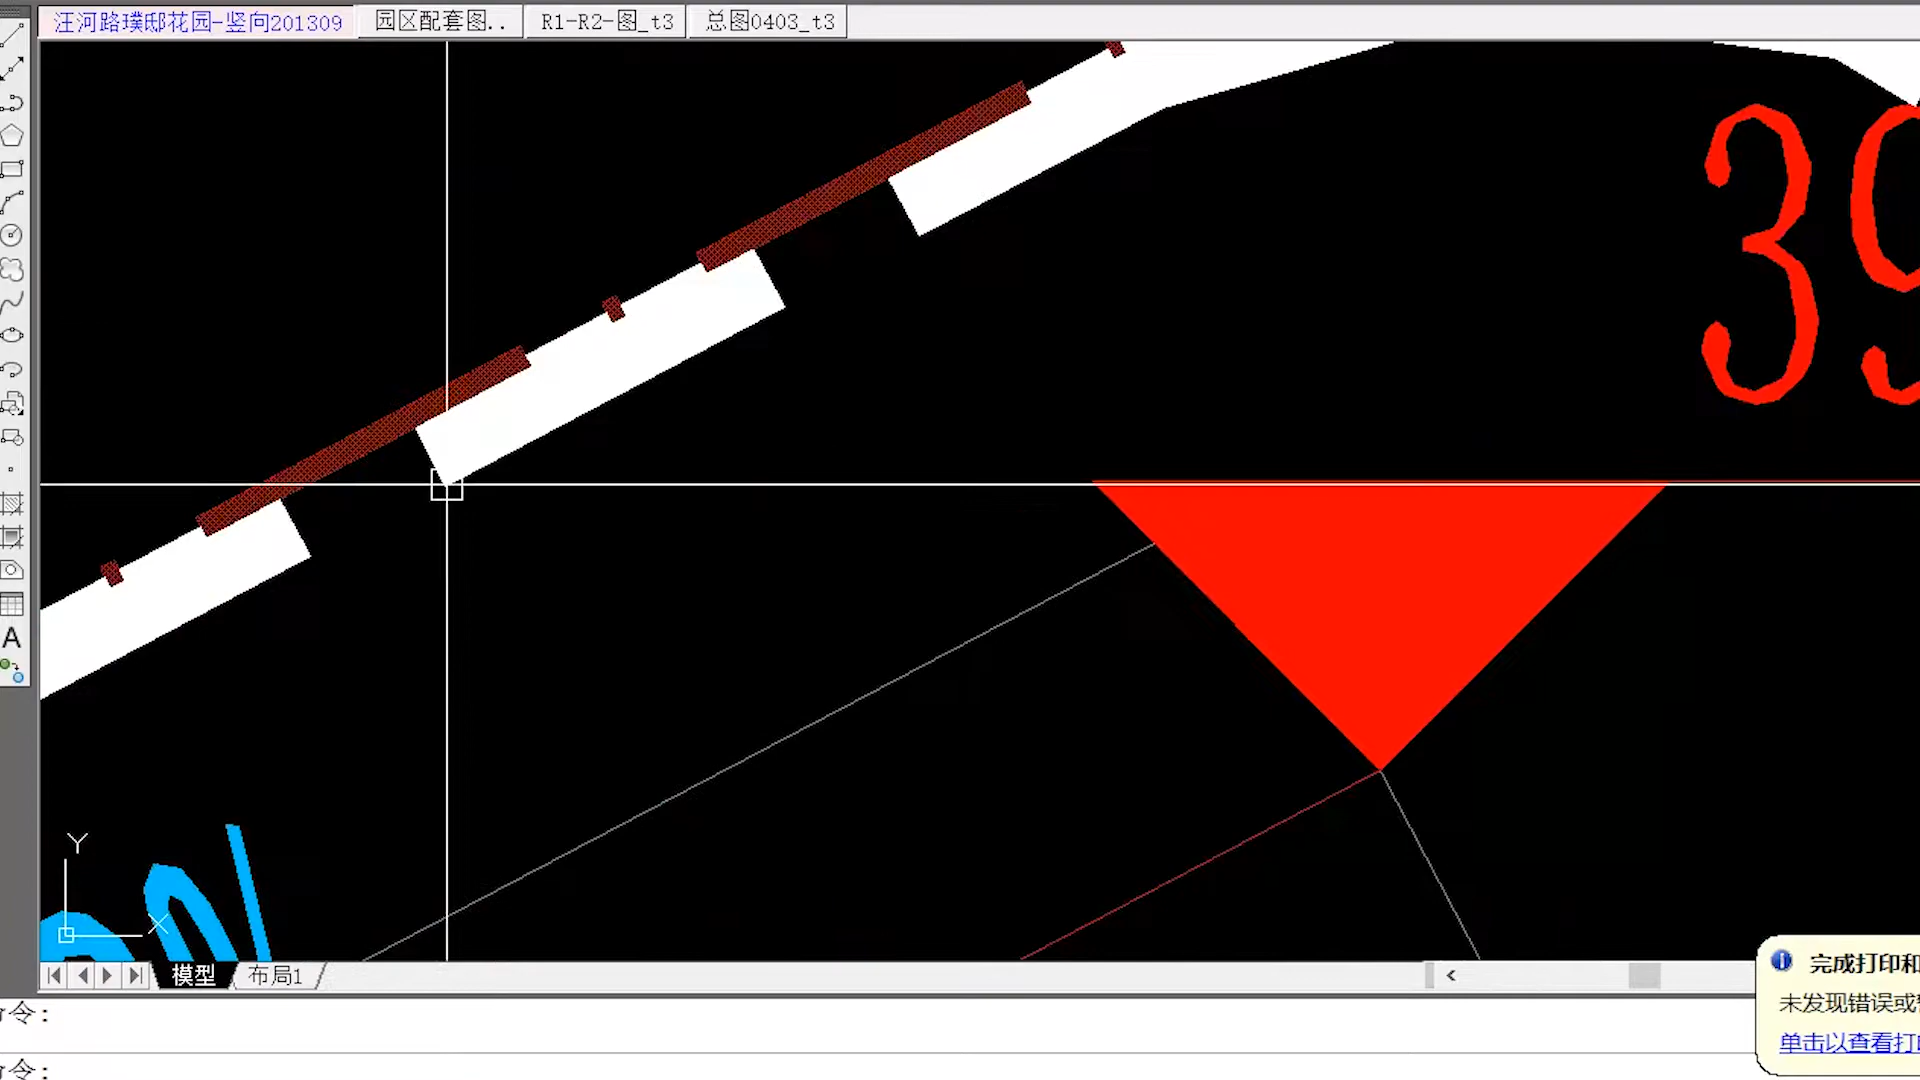 汪河路璞邸花园-竖向201309
园区配套图..
R1-R2-图_t3
总图0403_t3
39
Y
X
A
模型
布局1
完成打印和
未发现错误或
单击以查看打
命令:
命令: